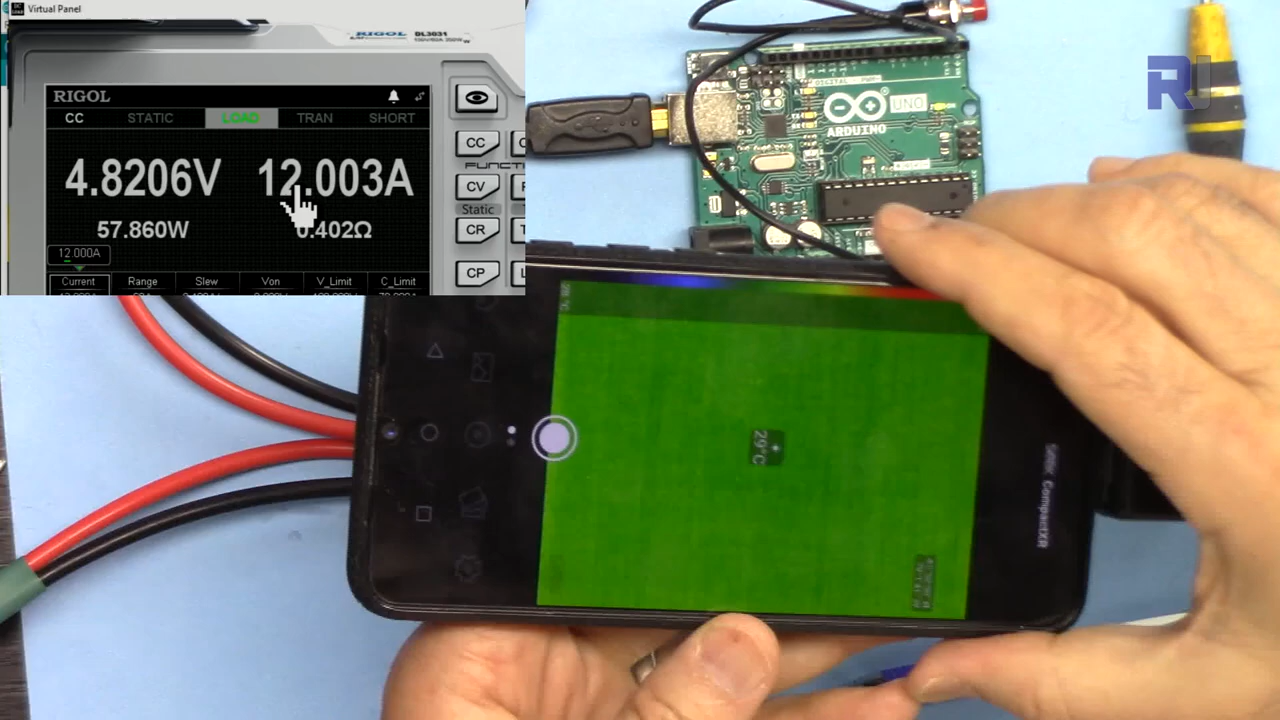 Virtual Panel
RIGOL DL3031
RIGOL
CC STATIC LOAD TRAN SHORT
4.8206V 12.003A
57.860W 0.402Ω
12.000A
Current Range Slew Von V_Limit C_Limit
CC
CV
Static
CR
CP
DIGITAL
UNO
ARDUINO
RJ
29°C
Seek CompactXR